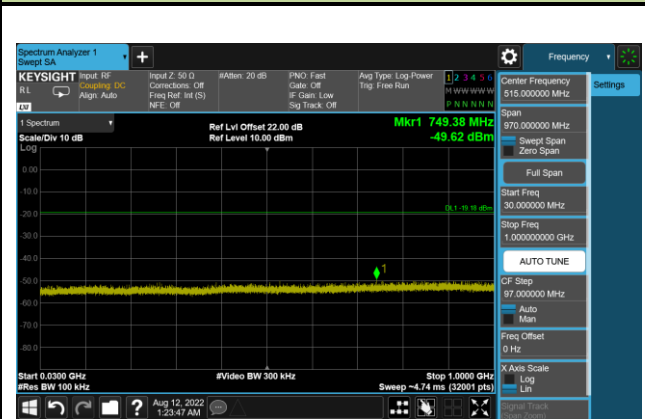 Spectrum Analyzer 1
Swept SA
+
Frequency
KEYSIGHT
RL
Input: RF
Coupling: DC
Align: Auto
Input Z: 50 Ω
Corrections: Off
Freq Ref: Int (S)
NFE: Off
#Atten: 20 dB
PNO: Fast
Gate: Off
IF Gain: Low
Sig Track: Off
Avg Type: Log-Power
Trig: Free Run
1 2 3 4 5 6
M W W W W W
P N N N N N
1 Spectrum
Scale/Div 10 dB
Log
Ref Lvl Offset 22.00 dB
Ref Level 10.00 dBm
Mkr1 749.38 MHz
-49.62 dBm
0.00
-10.0
-20.0
-30.0
-40.0
-50.0
-60.0
-70.0
-80.0
DL1 -19.18 dBm
1
Start 0.0300 GHz
#Res BW 100 kHz
#Video BW 300 kHz
Stop 1.0000 GHz
Sweep ~4.74 ms (32001 pts)
Center Frequency
515.000000 MHz
Settings
Span
970.000000 MHz
Swept Span
Zero Span
Full Span
Start Freq
30.000000 MHz
Stop Freq
1.000000000 GHz
AUTO TUNE
CF Step
97.000000 MHz
Auto
Man
Freq Offset
0 Hz
X Axis Scale
Log
Lin
Signal Track
(Span Zoom)
?
Aug 12, 2022
1:23:47 AM